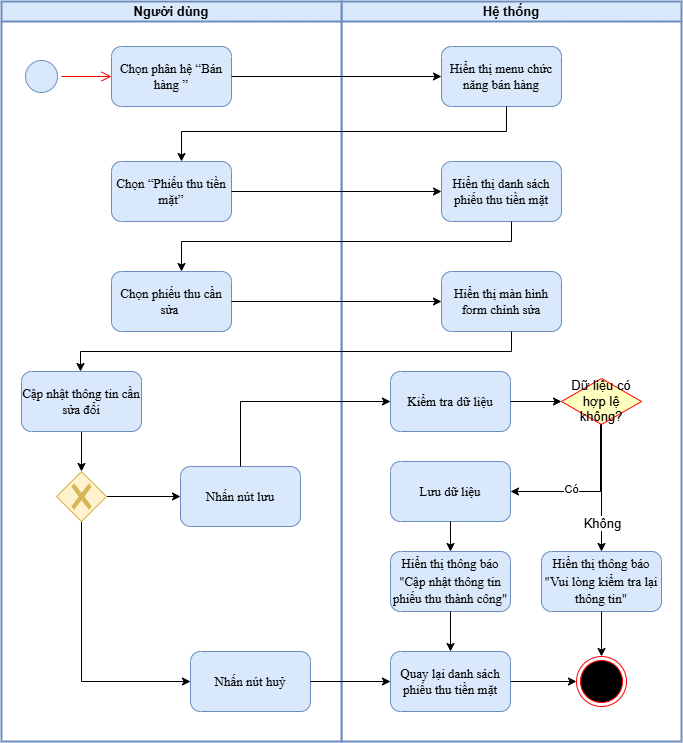 Người dùng
Hệ thống
Chọn phân hệ “Bán
hàng ”
Hiển thị menu chức
năng bán hàng
Chọn “Phiếu thu tiền
mặt”
Hiển thị danh sách
phiếu thu tiền mặt
Chọn phiếu thu cần
sửa
Hiển thị màn hình
form chỉnh sửa
Cập nhật thông tin cần
sửa đổi
Kiểm tra dữ liệu
Dữ liệu có
hợp lệ
không?
Nhấn nút lưu
Lưu dữ liệu
Có
Không
Hiển thị thông báo
"Cập nhật thông tin
phiếu thu thành công"
Hiển thị thông báo
"Vui lòng kiểm tra lại
thông tin"
Nhấn nút huỷ
Quay lại danh sách
phiếu thu tiền mặt